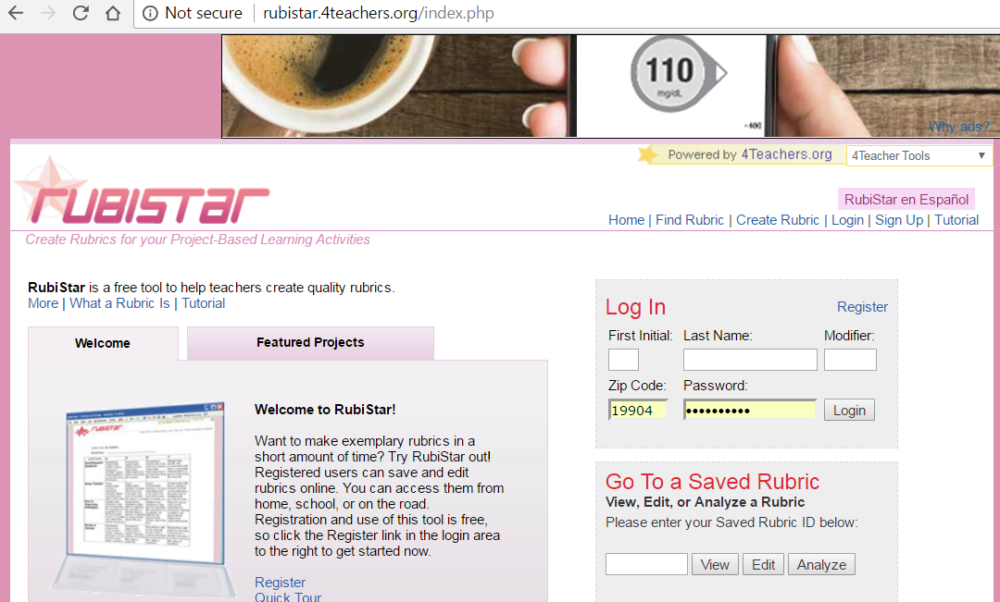 Not secure | rubistar.4teachers.org/index.php
110
mg/dL
Why ads?
Powered by 4Teachers.org
4Teacher Tools
RUBISTAR
RubiStar en Español
Home | Find Rubric | Create Rubric | Login | Sign Up | Tutorial
Create Rubrics for your Project-Based Learning Activities
RubiStar is a free tool to help teachers create quality rubrics.
More | What a Rubric Is | Tutorial
Welcome
Featured Projects
Welcome to RubiStar!
Want to make exemplary rubrics in a
short amount of time? Try RubiStar out!
Registered users can save and edit
rubrics online. You can access them from
home, school, or on the road.
Registration and use of this tool is free,
so click the Register link in the login area
to the right to get started now.
Register
Quick Tour
Log In
Register
First Initial: Last Name: Modifier:
Zip Code: Password:
19904 •••••••••• Login
Go To a Saved Rubric
View, Edit, or Analyze a Rubric
Please enter your Saved Rubric ID below:
View Edit Analyze